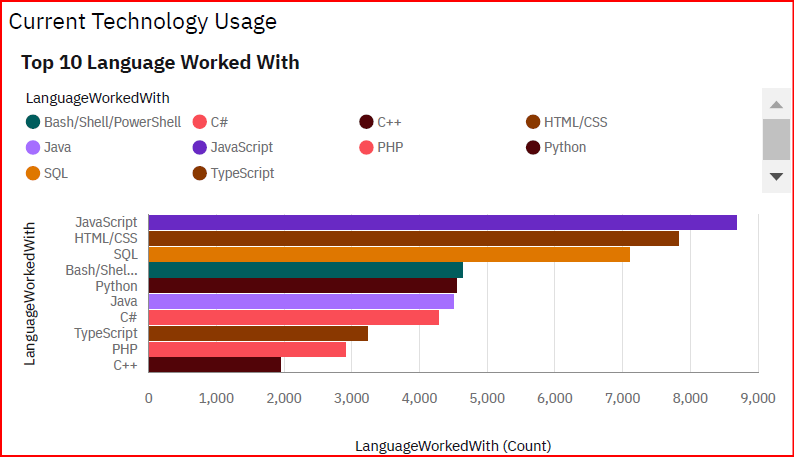 Current Technology Usage
Top 10 Language Worked With
LanguageWorkedWith
Bash/Shell/PowerShell C# C++ HTML/CSS
Java JavaScript PHP Python
SQL TypeScript
LanguageWorkedWith
JavaScript
HTML/CSS
SQL
Bash/Shel...
Python
Java
C#
TypeScript
PHP
C++
0 1,000 2,000 3,000 4,000 5,000 6,000 7,000 8,000 9,000
LanguageWorkedWith (Count)